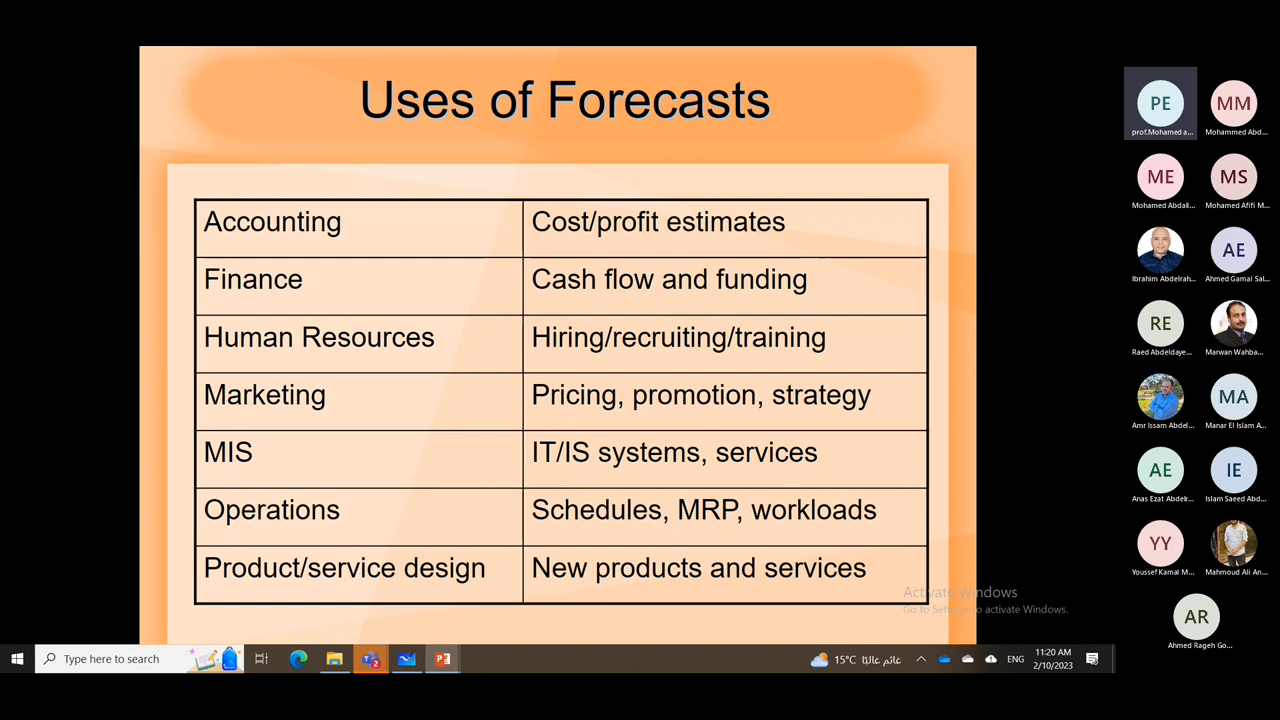 Uses of Forecasts
Accounting Cost/profit estimates
Finance Cash flow and funding
Human Resources Hiring/recruiting/training
Marketing Pricing, promotion, strategy
MIS IT/IS systems, services
Operations Schedules, MRP, workloads
Product/service design New products and services
Activate Windows
Go to Settings to activate Windows.
PE MM
prof.Mohamed a... Mohammed Abd...
ME MS
Mohamed Abdall... Mohamed Afifi M...
AE
Ibrahim Abdelrah... Ahmed Gamal Sal...
RE
Raed Abdeldaye... Marwan Wahba...
MA
Amr Issam Abdel... Manar El Islam A...
AE IE
Anas Ezat Abdelr... Islam Saeed Abd...
YY
Youssef Kamal M... Mahmoud Ali An...
AR
Ahmed Rageh Go...
Type here to search
15°C غائم غالبًا
ENG
11:20 AM
2/10/2023